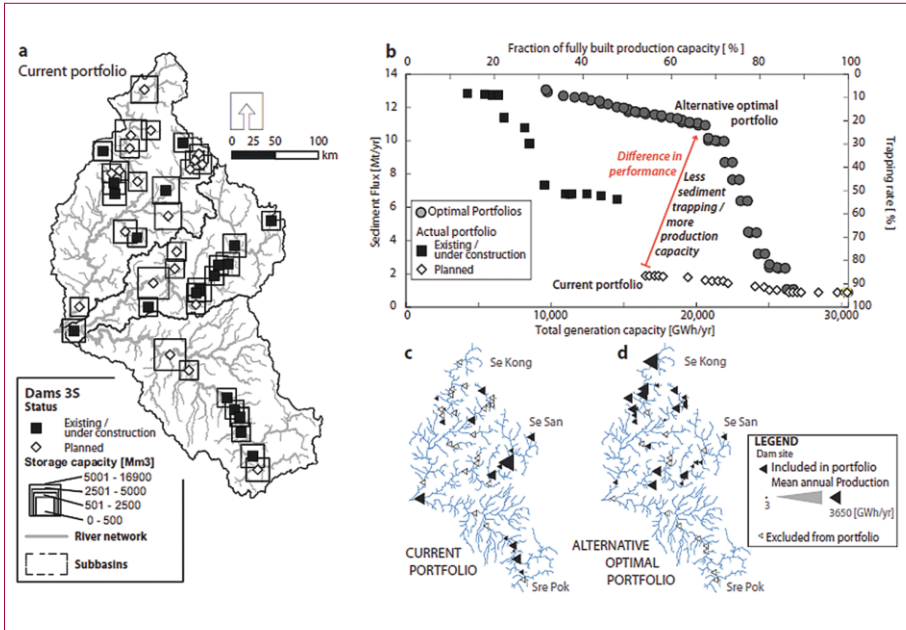 a
Current portfolio
0 50 100
km
Dams 3S
Status
Existing /
under construction
Planned
Storage capacity [Mm3]
5001 - 16900
2501 - 5000
501 - 2500
0 - 500
River network
Subbasins
b
Fraction of fully built production capacity [ % ]
0 20 30 40 50 60 70 80 90 100
Sediment Flux [Mt/yr]
14
12
10
8
6
4
2
0
Trapping rate [ % ]
0
10
20
30
40
50
60
70
80
90
100
Alternative optimal
portfolio
Difference in
performance
Less
sediment
trapping /
more
production
capacity
Optimal Portfolios
Actual portfolio
Existing /
under construction
Planned
Current portfolio
10,000 20,000 30,000
Total generation capacity [GWh/yr]
c
Se Kong
Se San
CURRENT
PORTFOLIO
Sre Pok
d
Se Kong
Se San
ALTERNATIVE
OPTIMAL
PORTFOLIO
Sre Pok
LEGEND
Dam site
Included in portfolio
Mean annual Production
3
3650 [GWh/yr]
Excluded from portfolio